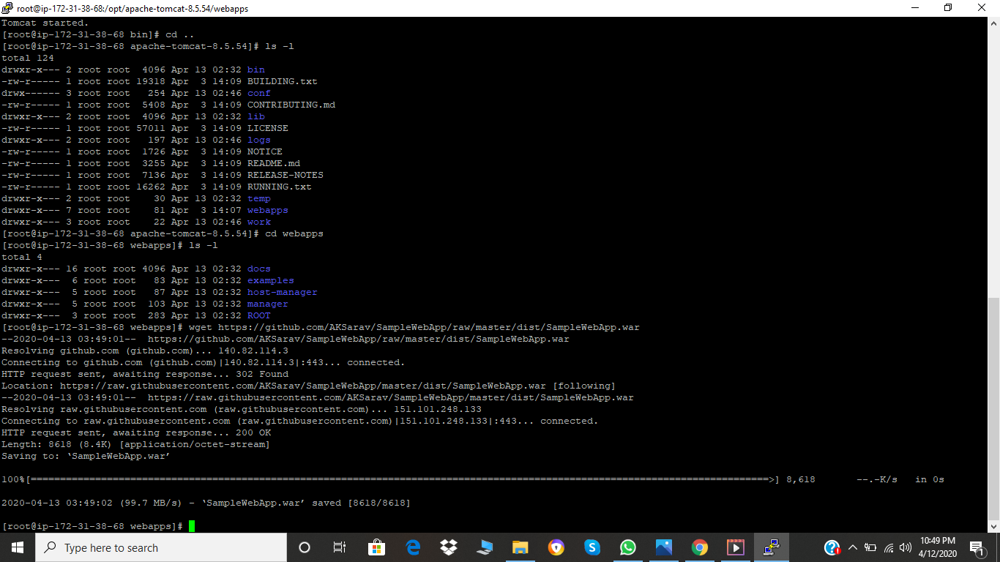 root@ip-172-31-38-68:/opt/apache-tomcat-8.5.54/webapps
Tomcat started.
[root@ip-172-31-38-68 bin]# cd ..
[root@ip-172-31-38-68 apache-tomcat-8.5.54]# ls -l
total 124
drwxr-x--- 2 root root  4096 Apr 13 02:32 bin
-rw-r----- 1 root root 19318 Apr  3 14:09 BUILDING.txt
drwx------ 3 root root   254 Apr 13 02:46 conf
-rw-r----- 1 root root  5408 Apr  3 14:09 CONTRIBUTING.md
drwxr-x--- 2 root root  4096 Apr 13 02:32 lib
-rw-r----- 1 root root 57011 Apr  3 14:09 LICENSE
drwxr-x--- 2 root root   197 Apr 13 02:46 logs
-rw-r----- 1 root root  1726 Apr  3 14:09 NOTICE
-rw-r----- 1 root root  3255 Apr  3 14:09 README.md
-rw-r----- 1 root root  7136 Apr  3 14:09 RELEASE-NOTES
-rw-r----- 1 root root 16262 Apr  3 14:09 RUNNING.txt
drwxr-x--- 2 root root    30 Apr 13 02:32 temp
drwxr-x--- 7 root root    81 Apr  3 14:07 webapps
drwxr-x--- 3 root root    22 Apr 13 02:46 work
[root@ip-172-31-38-68 apache-tomcat-8.5.54]# cd webapps
[root@ip-172-31-38-68 webapps]# ls -l
total 4
drwxr-x--- 16 root root 4096 Apr 13 02:32 docs
drwxr-x---  6 root root   83 Apr 13 02:32 examples
drwxr-x---  5 root root   87 Apr 13 02:32 host-manager
drwxr-x---  5 root root  103 Apr 13 02:32 manager
drwxr-x---  3 root root  283 Apr 13 02:32 ROOT
[root@ip-172-31-38-68 webapps]# wget https://github.com/AKSarav/SampleWebApp/raw/master/dist/SampleWebApp.war
--2020-04-13 03:49:01--  https://github.com/AKSarav/SampleWebApp/raw/master/dist/SampleWebApp.war
Resolving github.com (github.com)... 140.82.114.3
Connecting to github.com (github.com)|140.82.114.3|:443... connected.
HTTP request sent, awaiting response... 302 Found
Location: https://raw.githubusercontent.com/AKSarav/SampleWebApp/master/dist/SampleWebApp.war [following]
--2020-04-13 03:49:01--  https://raw.githubusercontent.com/AKSarav/SampleWebApp/master/dist/SampleWebApp.war
Resolving raw.githubusercontent.com (raw.githubusercontent.com)... 151.101.248.133
Connecting to raw.githubusercontent.com (raw.githubusercontent.com)|151.101.248.133|:443... connected.
HTTP request sent, awaiting response... 200 OK
Length: 8618 (8.4K) [application/octet-stream]
Saving to: ‘SampleWebApp.war’
100%[==============================================================================================================================>] 8,618       --.-K/s   in 0s
2020-04-13 03:49:02 (99.7 MB/s) - ‘SampleWebApp.war’ saved [8618/8618]
[root@ip-172-31-38-68 webapps]#
Type here to search
10:49 PM
4/12/2020
1